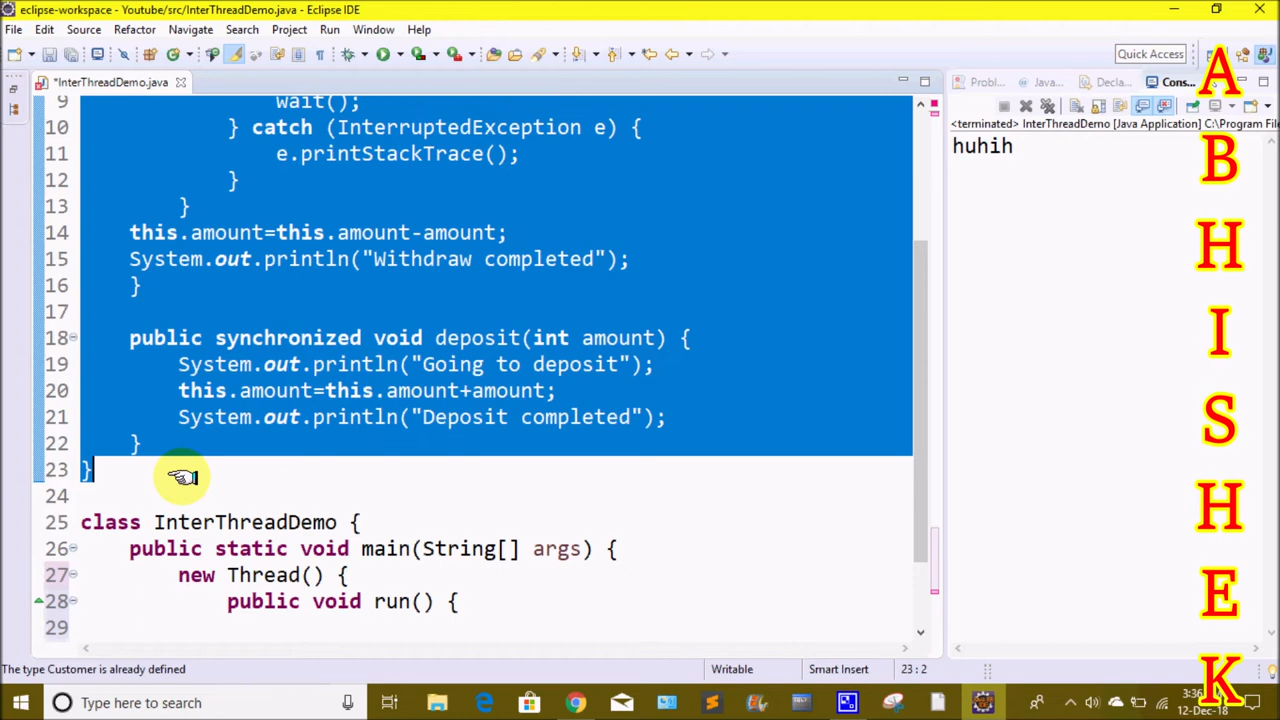 eclipse-workspace - Youtube/src/InterThreadDemo.java - Eclipse IDE
File Edit Source Refactor Navigate Search Project Run Window Help
Quick Access
*InterThreadDemo.java
Probl... Java... Decla... Cons...
<terminated> InterThreadDemo [Java Application] C:\Program File
huhih
9 wait();
10 } catch (InterruptedException e) {
11 e.printStackTrace();
12 }
13 }
14 this.amount=this.amount-amount;
15 System.out.println("Withdraw completed");
16 }
17
18 public synchronized void deposit(int amount) {
19 System.out.println("Going to deposit");
20 this.amount=this.amount+amount;
21 System.out.println("Deposit completed");
22 }
23 }
24
25 class InterThreadDemo {
26 public static void main(String[] args) {
27 new Thread() {
28 public void run() {
29
A
B
H
I
S
H
E
K
The type Customer is already defined Writable Smart Insert 23 : 2
Type here to search
12-Dec-18